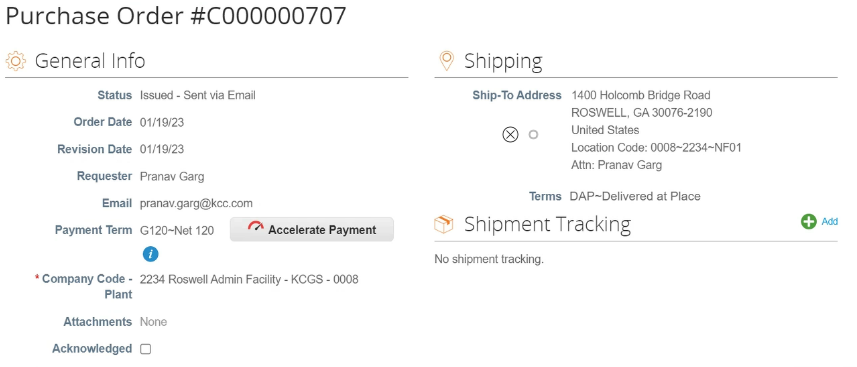 Purchase Order #C000000707
General Info
Status Issued - Sent via Email
Order Date 01/19/23
Revision Date 01/19/23
Requester Pranav Garg
Email pranav.garg@kcc.com
Payment Term G120~Net 120 Accelerate Payment
i
* Company Code - 2234 Roswell Admin Facility - KCGS - 0008
Plant
Attachments None
Acknowledged
Shipping
Ship-To Address 1400 Holcomb Bridge Road
ROSWELL, GA 30076-2190
United States
Location Code: 0008~2234~NF01
Attn: Pranav Garg
Terms DAP~Delivered at Place
Shipment Tracking Add
No shipment tracking.